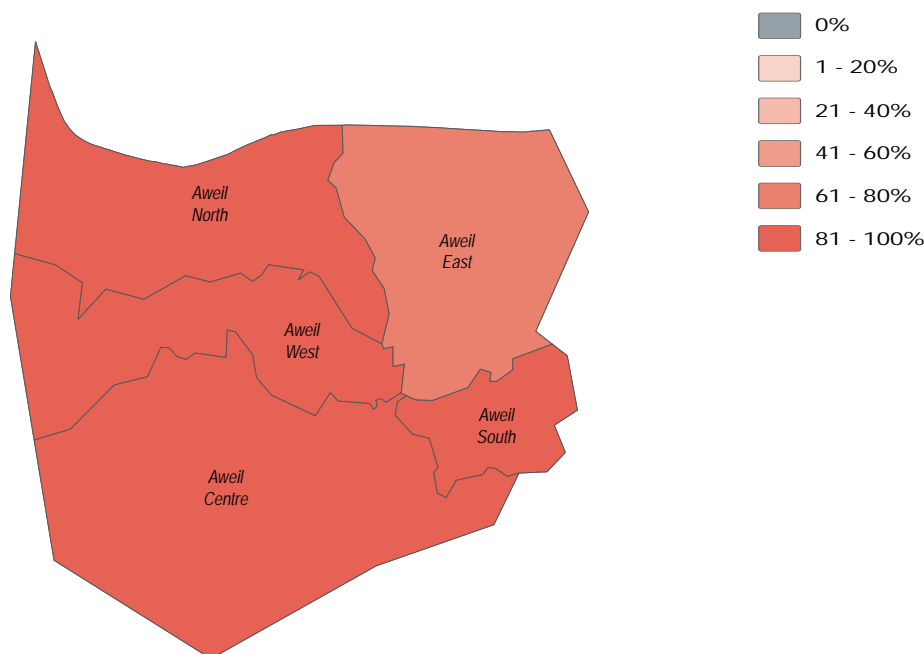 0%
1 - 20%
21 - 40%
41 - 60%
61 - 80%
81 - 100%
Aweil
North
Aweil
East
Aweil
West
Aweil
South
Aweil
Centre